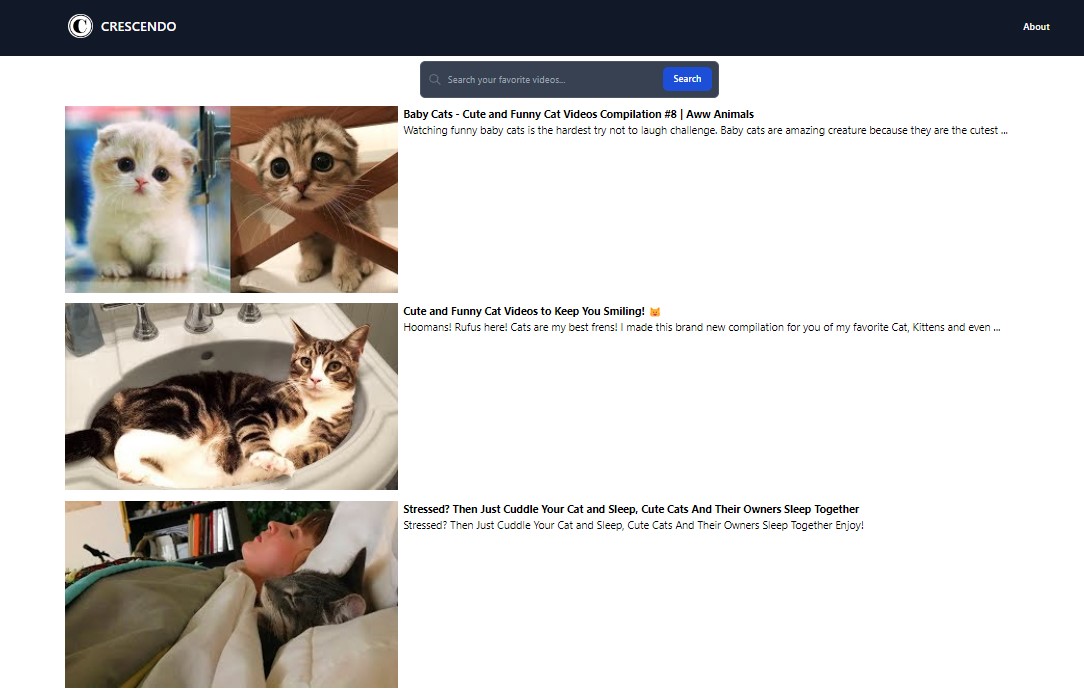 CRESCENDO
About
Search your favorite videos...
Search
Baby Cats - Cute and Funny Cat Videos Compilation #8 | Aww Animals
Watching funny baby cats is the hardest try not to laugh challenge. Baby cats are amazing creature because they are the cutest ...
Cute and Funny Cat Videos to Keep You Smiling! 🐱
Hoomans! Rufus here! Cats are my best frens! I made this brand new compilation for you of my favorite Cat, Kittens and even ...
Stressed? Then Just Cuddle Your Cat and Sleep, Cute Cats And Their Owners Sleep Together
Stressed? Then Just Cuddle Your Cat and Sleep, Cute Cats And Their Owners Sleep Together Enjoy!